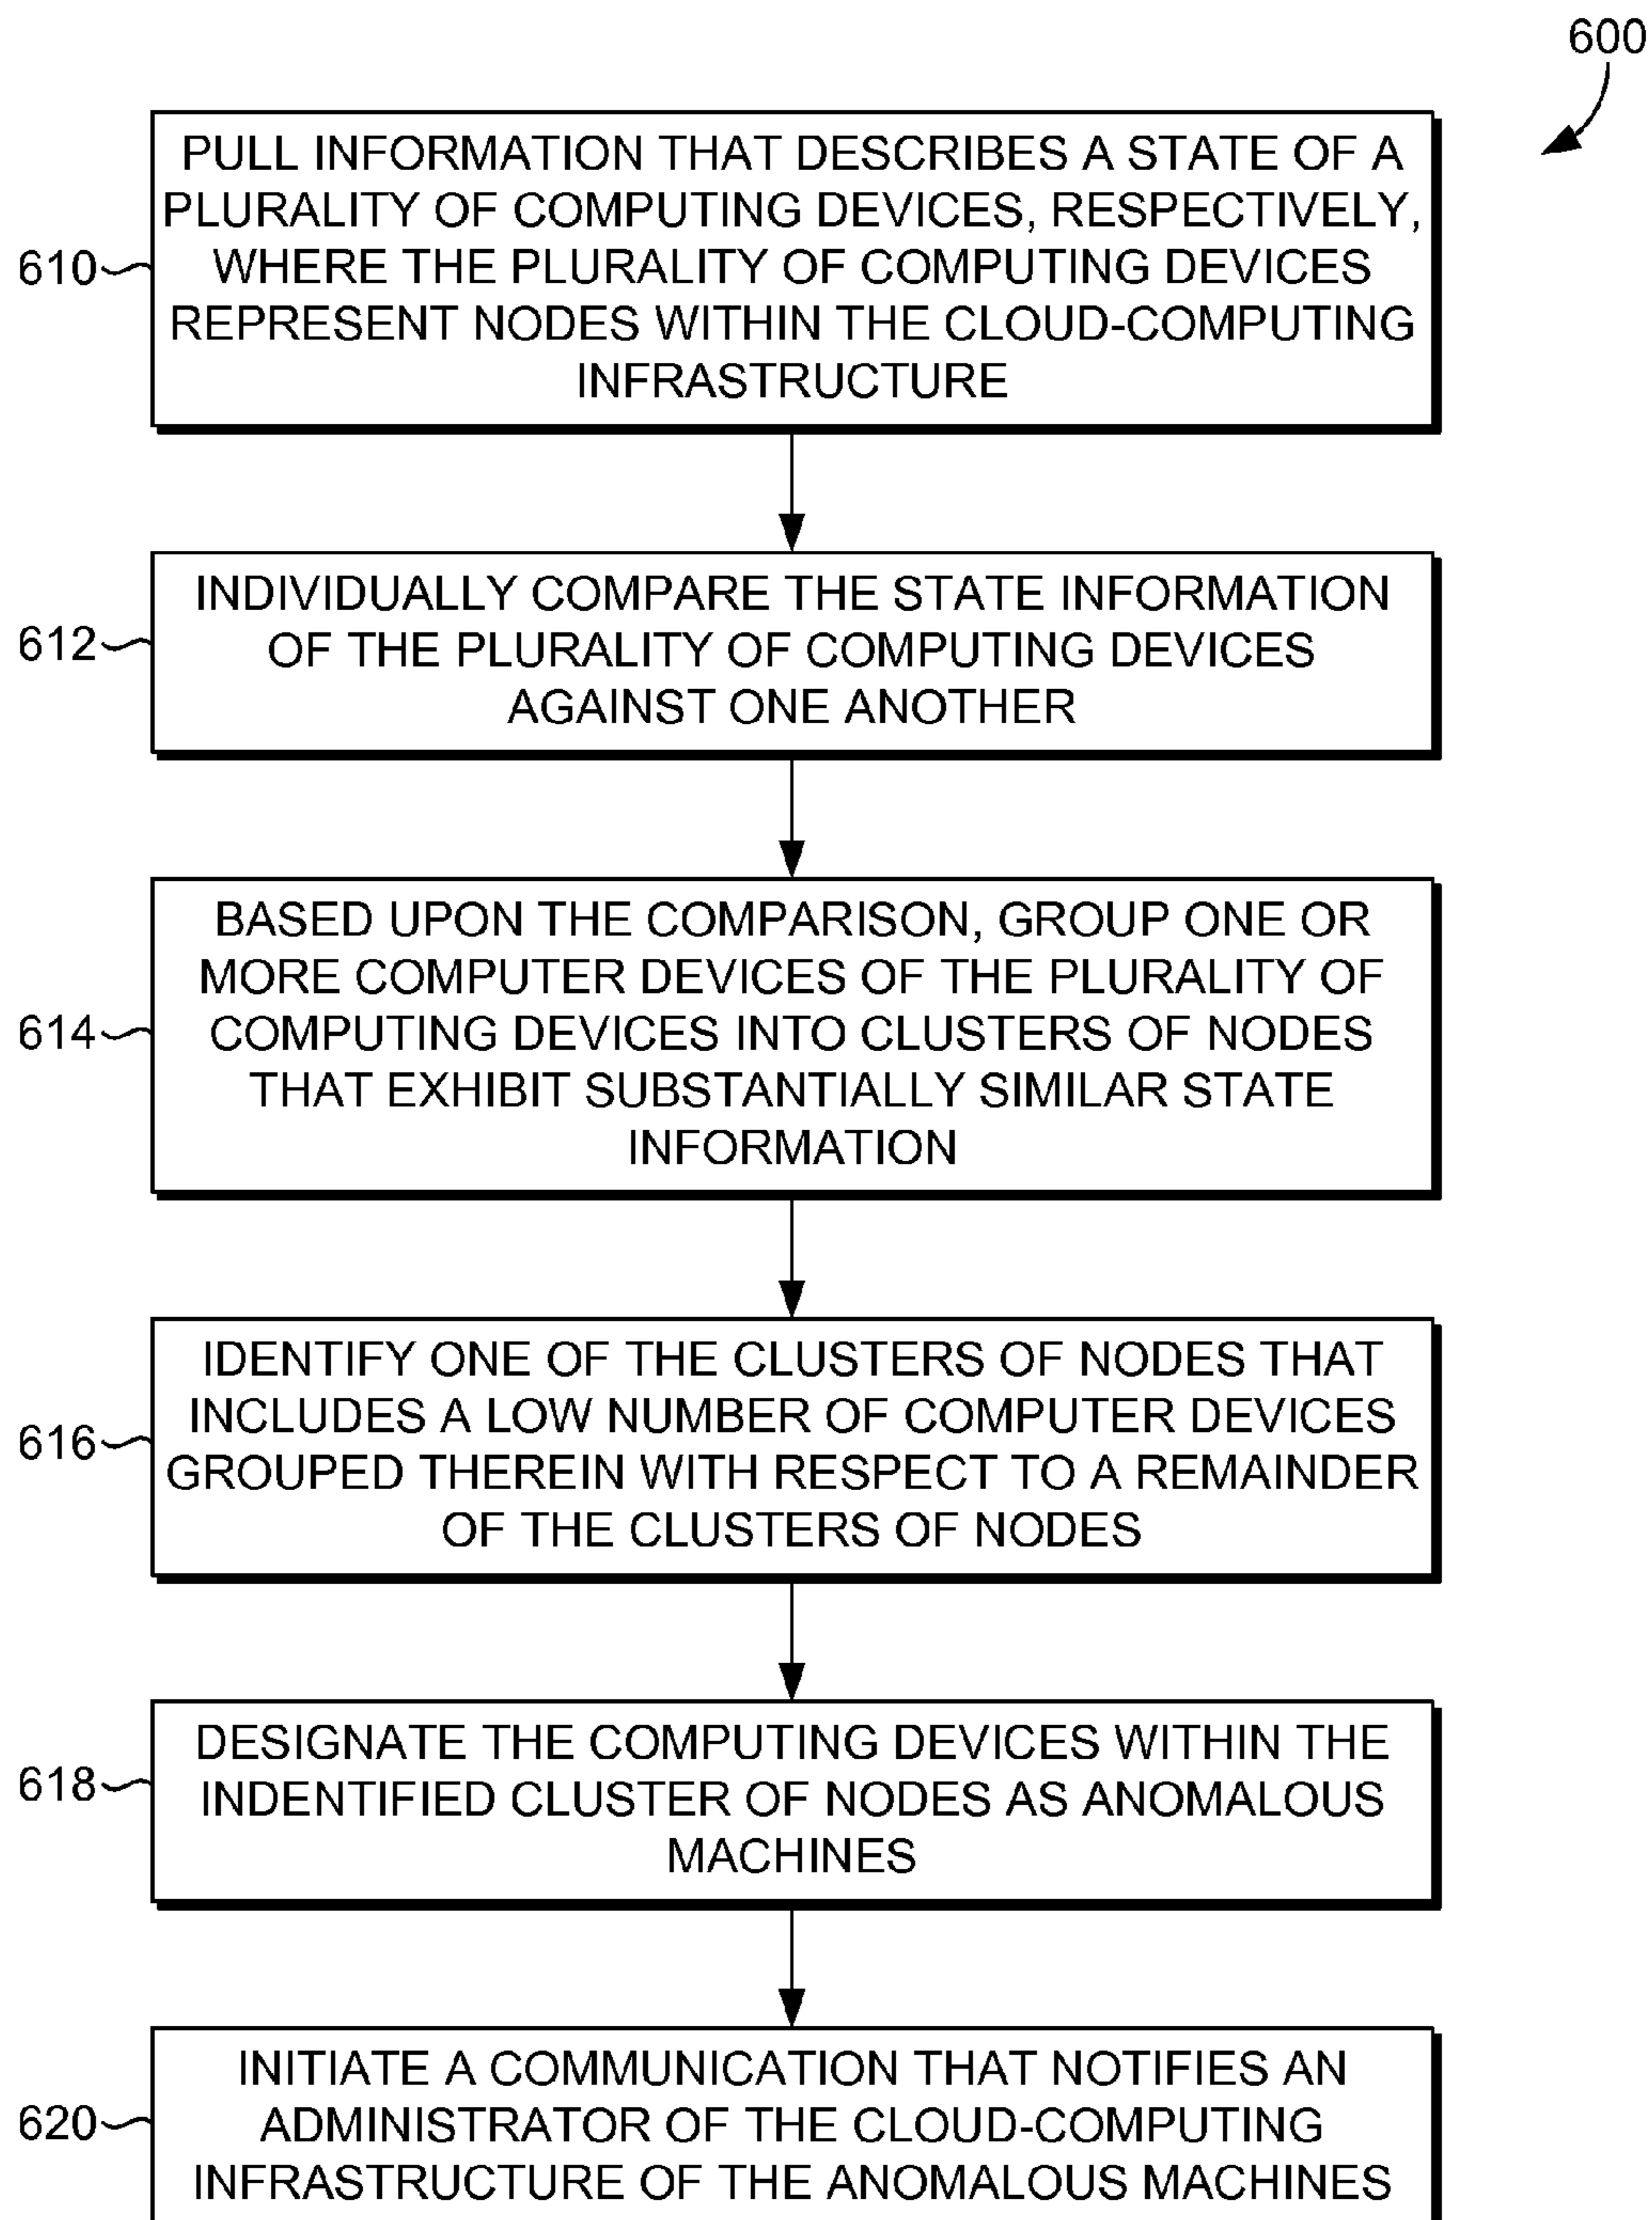 600
PULL INFORMATION THAT DESCRIBES A STATE OF A
PLURALITY OF COMPUTING DEVICES, RESPECTIVELY,
WHERE THE PLURALITY OF COMPUTING DEVICES
REPRESENT NODES WITHIN THE CLOUD-COMPUTING
INFRASTRUCTURE
610
INDIVIDUALLY COMPARE THE STATE INFORMATION
OF THE PLURALITY OF COMPUTING DEVICES
AGAINST ONE ANOTHER
612
BASED UPON THE COMPARISON, GROUP ONE OR
MORE COMPUTER DEVICES OF THE PLURALITY OF
COMPUTING DEVICES INTO CLUSTERS OF NODES
THAT EXHIBIT SUBSTANTIALLY SIMILAR STATE
INFORMATION
614
IDENTIFY ONE OF THE CLUSTERS OF NODES THAT
INCLUDES A LOW NUMBER OF COMPUTER DEVICES
GROUPED THEREIN WITH RESPECT TO A REMAINDER
OF THE CLUSTERS OF NODES
616
DESIGNATE THE COMPUTING DEVICES WITHIN THE
INDENTIFIED CLUSTER OF NODES AS ANOMALOUS
MACHINES
618
INITIATE A COMMUNICATION THAT NOTIFIES AN
ADMINISTRATOR OF THE CLOUD-COMPUTING
INFRASTRUCTURE OF THE ANOMALOUS MACHINES
620